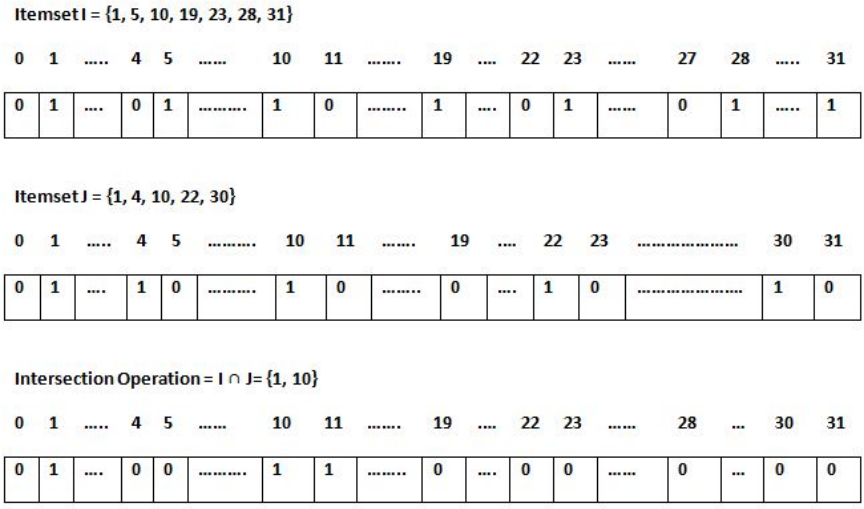 Itemset I = {1, 5, 10, 19, 23, 28, 31}
0 1 ..... 4 5 ...... 10 11 ....... 19 .... 22 23 ...... 27 28 ..... 31
0 1 .... 0 1 .......... 1 0 ........ 1 .... 0 1 ...... 0 1 ..... 1
Itemset J = {1, 4, 10, 22, 30}
0 1 ..... 4 5 .......... 10 11 ....... 19 .... 22 23 ..................... 30 31
0 1 .... 1 0 .......... 1 0 ........ 0 .... 1 0 ...................... 1 0
Intersection Operation = I ∩ J= {1, 10}
0 1 ..... 4 5 ...... 10 11 ....... 19 .... 22 23 ...... 28 ... 30 31
0 1 .... 0 0 .......... 1 1 ........ 0 .... 0 0 ...... 0 ... 0 0